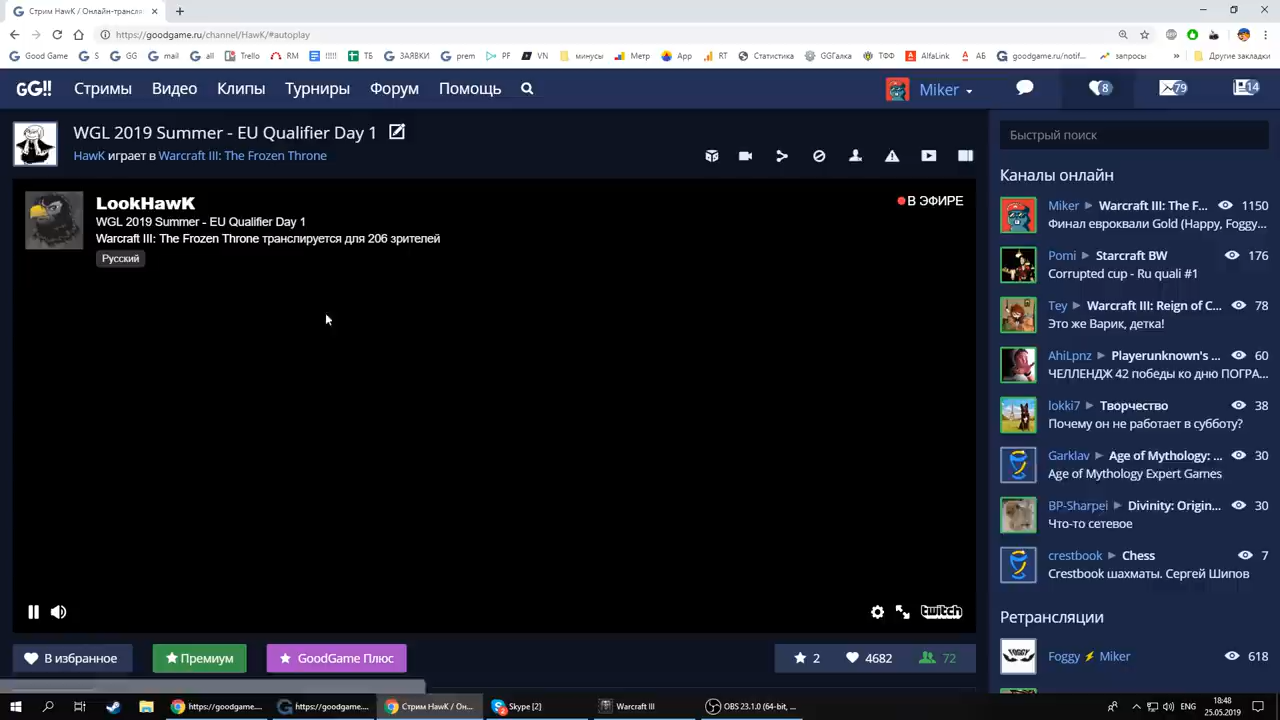 Стрим HawK / Онлайн-трансля
https://goodgame.ru/channel/HawK/#autoplay
Good Game G S GG mail all Тренд RM !!!!! ТБ ЗАЯВКИ prem PF VN минусы Метр App RT Статистика GGГалка ТФФ AlfaLink АБ goodgame.ru/notif... запросы » Другие закладки
GG!! Стримы Видео Клипы Турниры Форум Помощь Miker 8 79 14
WGL 2019 Summer - EU Qualifier Day 1
HawK играет в Warcraft III: The Frozen Throne
LookHawK
WGL 2019 Summer - EU Qualifier Day 1
Warcraft III: The Frozen Throne транслируется для 206 зрителей
Русский
В ЭФИРЕ
twitch
В избранное Премиум GoodGame Плюс 2 4682 72
Быстрый поиск
Каналы онлайн
Miker Warcraft III: The F... 1150
Финал евроквали Gold (Happy, Foggy...
Pomi Starcraft BW 176
Corrupted cup - Ru quali #1
Tey Warcraft III: Reign of C... 78
Это же Варик, детка!
AhiLpnz Playerunknown's ... 60
ЧЕЛЛЕНДЖ 42 победы ко дню ПОГРА...
lokki7 Творчество 38
Почему он не работает в субботу?
Garklav Age of Mythology: ... 30
Age of Mythology Expert Games
BP-Sharpei Divinity: Origin... 30
Что-то сетевое
crestbook Chess 7
Crestbook шахматы. Сергей Шипов
Ретрансляции
FOGGY
Foggy Miker 618
https://goodgame.... https://goodgame.... Стрим HawK / Он... Skype [2] Warcraft III OBS 23.1.0 (64-bit, ... ENG 18:48
25.05.2019